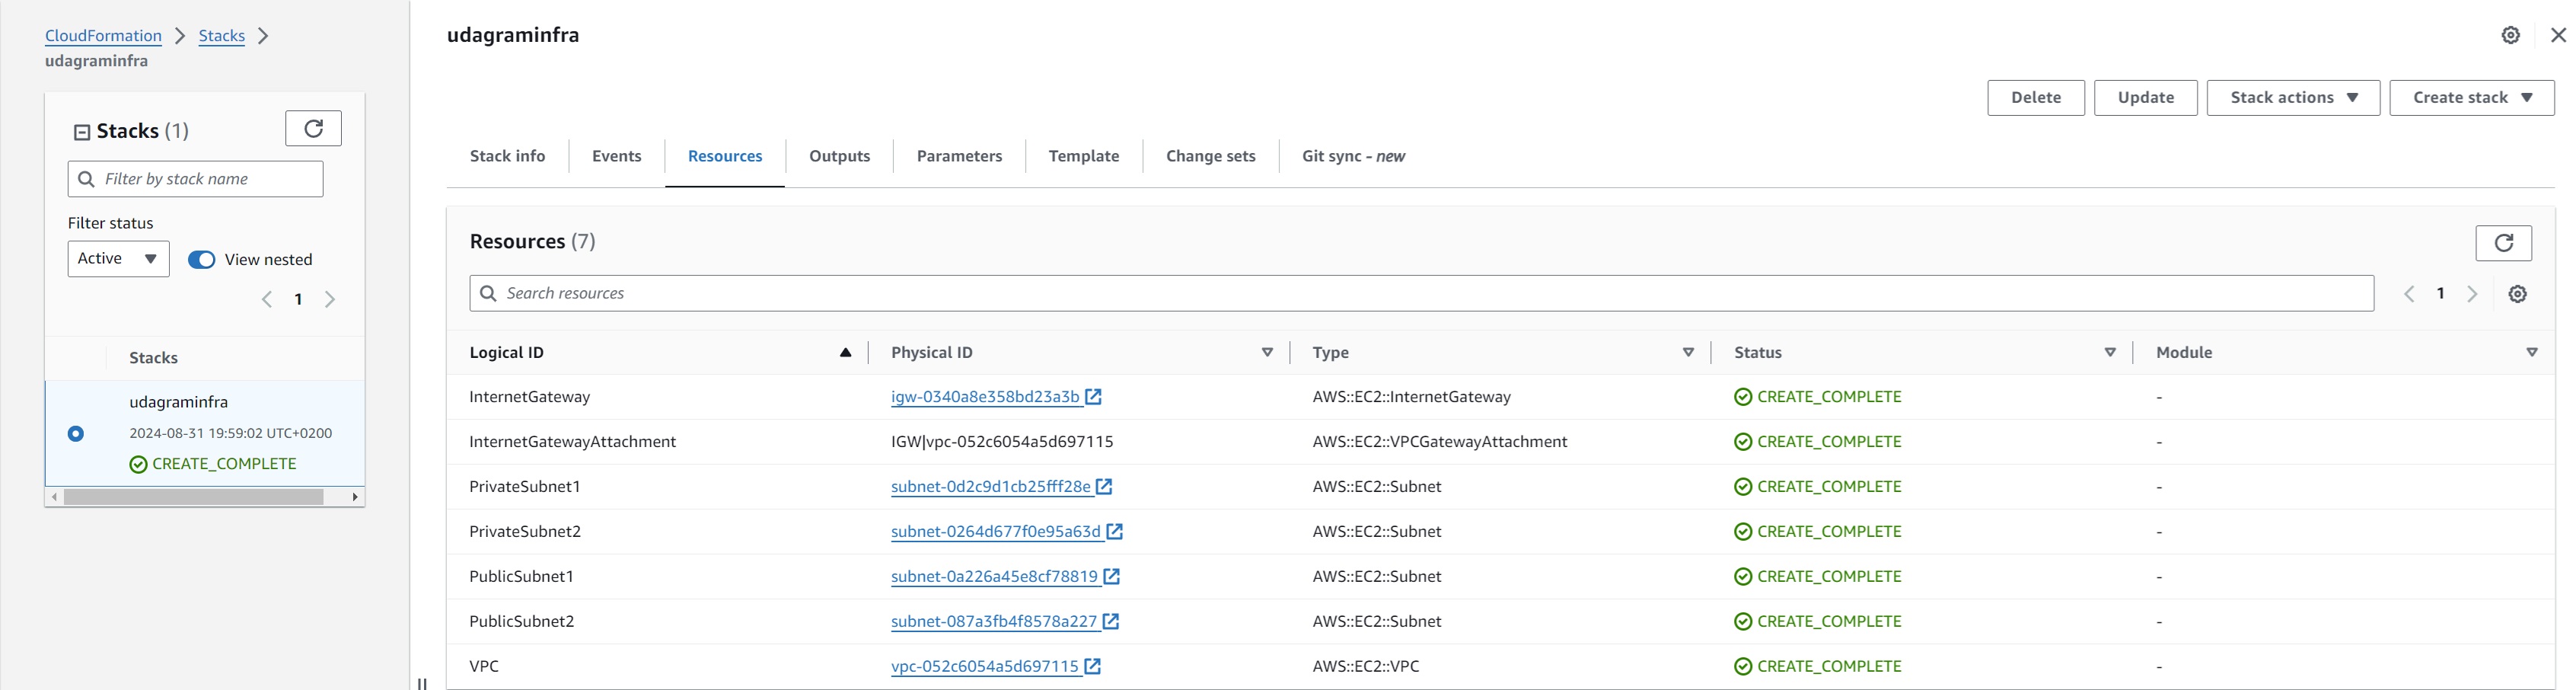 CloudFormation > Stacks >
udagraminfra
Stacks (1)
Filter by stack name
Filter status
Active View nested
1
Stacks
udagraminfra
2024-08-31 19:59:02 UTC+0200
CREATE_COMPLETE
udagraminfra
Delete Update Stack actions Create stack
Stack info Events Resources Outputs Parameters Template Change sets Git sync - new
Resources (7)
Search resources 1
Logical ID Physical ID Type Status Module
InternetGateway igw-0340a8e358bd23a3b AWS::EC2::InternetGateway CREATE_COMPLETE -
InternetGatewayAttachment IGW|vpc-052c6054a5d697115 AWS::EC2::VPCGatewayAttachment CREATE_COMPLETE -
PrivateSubnet1 subnet-0d2c9d1cb25fff28e AWS::EC2::Subnet CREATE_COMPLETE -
PrivateSubnet2 subnet-0264d677f0e95a63d AWS::EC2::Subnet CREATE_COMPLETE -
PublicSubnet1 subnet-0a226a45e8cf78819 AWS::EC2::Subnet CREATE_COMPLETE -
PublicSubnet2 subnet-087a3fb4f8578a227 AWS::EC2::Subnet CREATE_COMPLETE -
VPC vpc-052c6054a5d697115 AWS::EC2::VPC CREATE_COMPLETE -